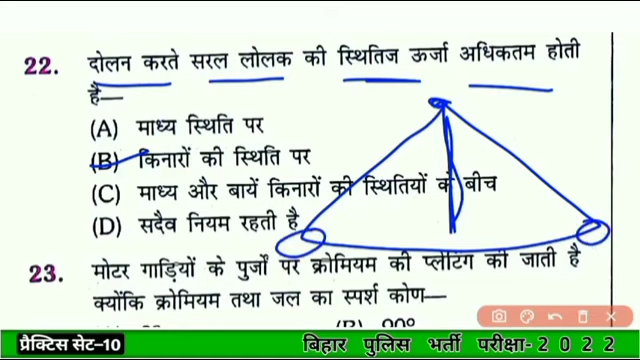 22. दोलन करते सरल लोलक की स्थितिज ऊर्जा अधिकतम होती
है—
(A) माध्य स्थिति पर
(B) किनारों की स्थिति पर
(C) माध्य और बायें किनारों की स्थितियों के बीच
(D) सदैव नियम रहती है
23. मोटर गाड़ियों के पुर्जों पर क्रोमियम की प्लेटिंग की जाती है
क्योंकि क्रोमियम तथा जल का स्पर्श कोण—
(B) 90°
प्रैक्टिस सेट–10 बिहार पुलिस भर्ती परीक्षा-2022